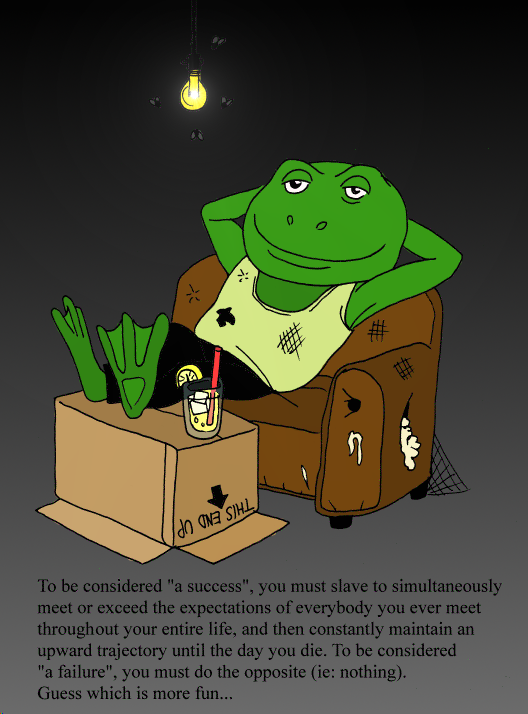 THIS END UP
To be considered "a success", you must slave to simultaneously
meet or exceed the expectations of everybody you ever meet
throughout your entire life, and then constantly maintain an
upward trajectory until the day you die. To be considered
"a failure", you must do the opposite (ie: nothing).
Guess which is more fun...